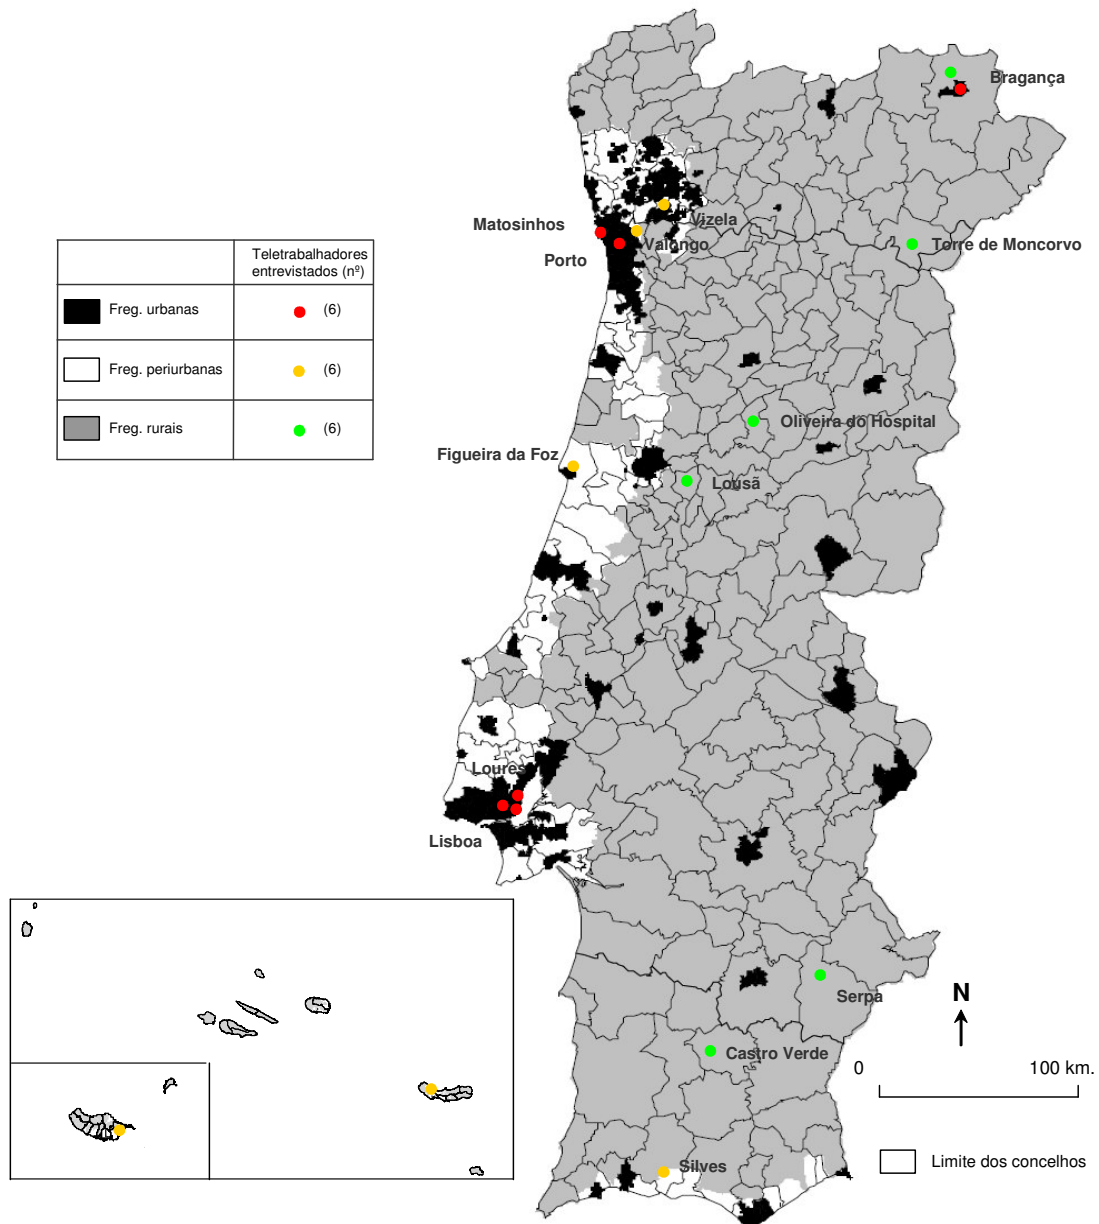 Bragança
Matosinhos
Vizela
Valongo
Torre de Moncorvo
Porto
Teletrabalhadores
entrevistados (nº)
Freg. urbanas
(6)
Freg. periurbanas
(6)
Freg. rurais
(6)
Oliveira do Hospital
Figueira da Foz
Lousã
Loures
Lisboa
Serpa
N
Castro Verde
0
100 km.
Silves
Limite dos concelhos